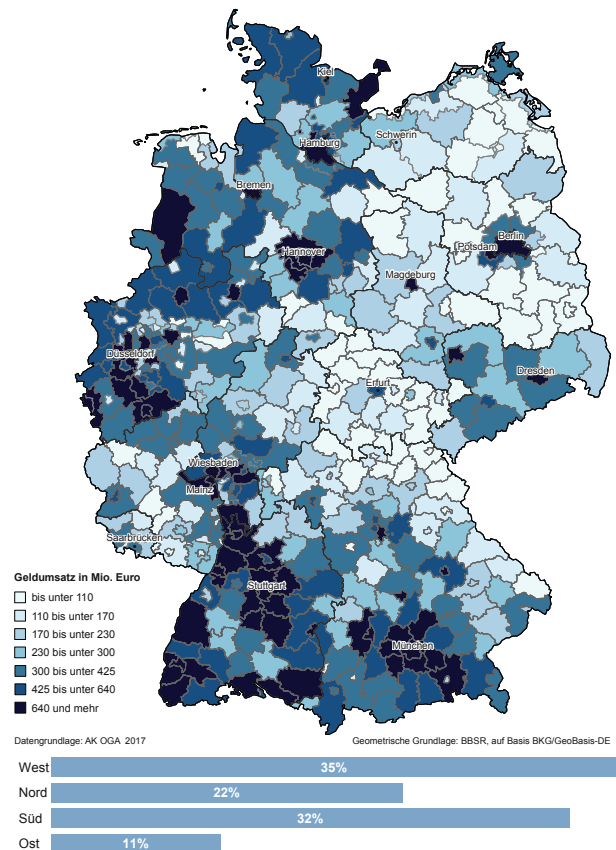 Kiel
Schwerin
Hamburg
Bremen
Berlin
Potsdam
Hannover
Magdeburg
Düsseldorf
Dresden
Erfurt
Wiesbaden
Mainz
Saarbrücken
Stuttgart
München
Geldumsatz in Mio. Euro
bis unter 110
110 bis unter 170
170 bis unter 230
230 bis unter 300
300 bis unter 425
425 bis unter 640
640 und mehr
Datengrundlage: AK OGA 2017
Geometrische Grundlage: BBSR, auf Basis BKG/GeoBasis-DE
West 35%
Nord 22%
Süd 32%
Ost 11%